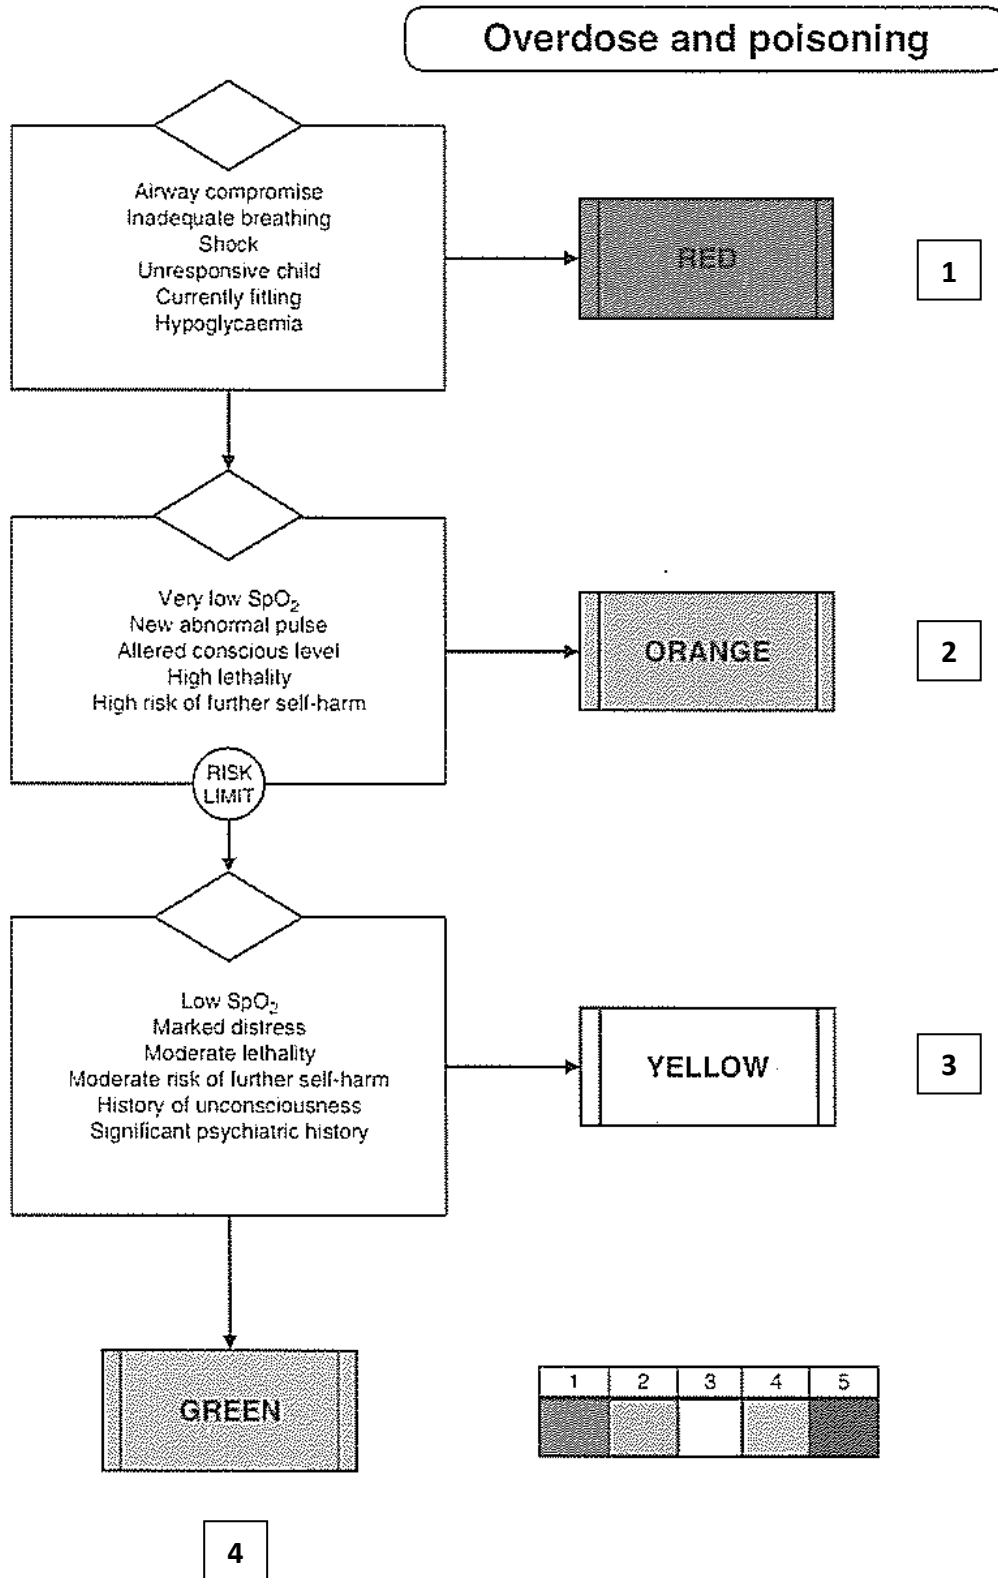 Overdose and poisoning
Airway compromise
Inadequate breathing
Shock
Unresponsive child
Currently fitting
Hypoglycaemia
RED
1
Very low SpO₂
New abnormal pulse
Altered conscious level
High lethality
High risk of further self-harm
ORANGE
2
RISK
LIMIT
Low SpO₂
Marked distress
Moderate lethality
Moderate risk of further self-harm
History of unconsciousness
Significant psychiatric history
YELLOW
3
GREEN
4
1 2 3 4 5